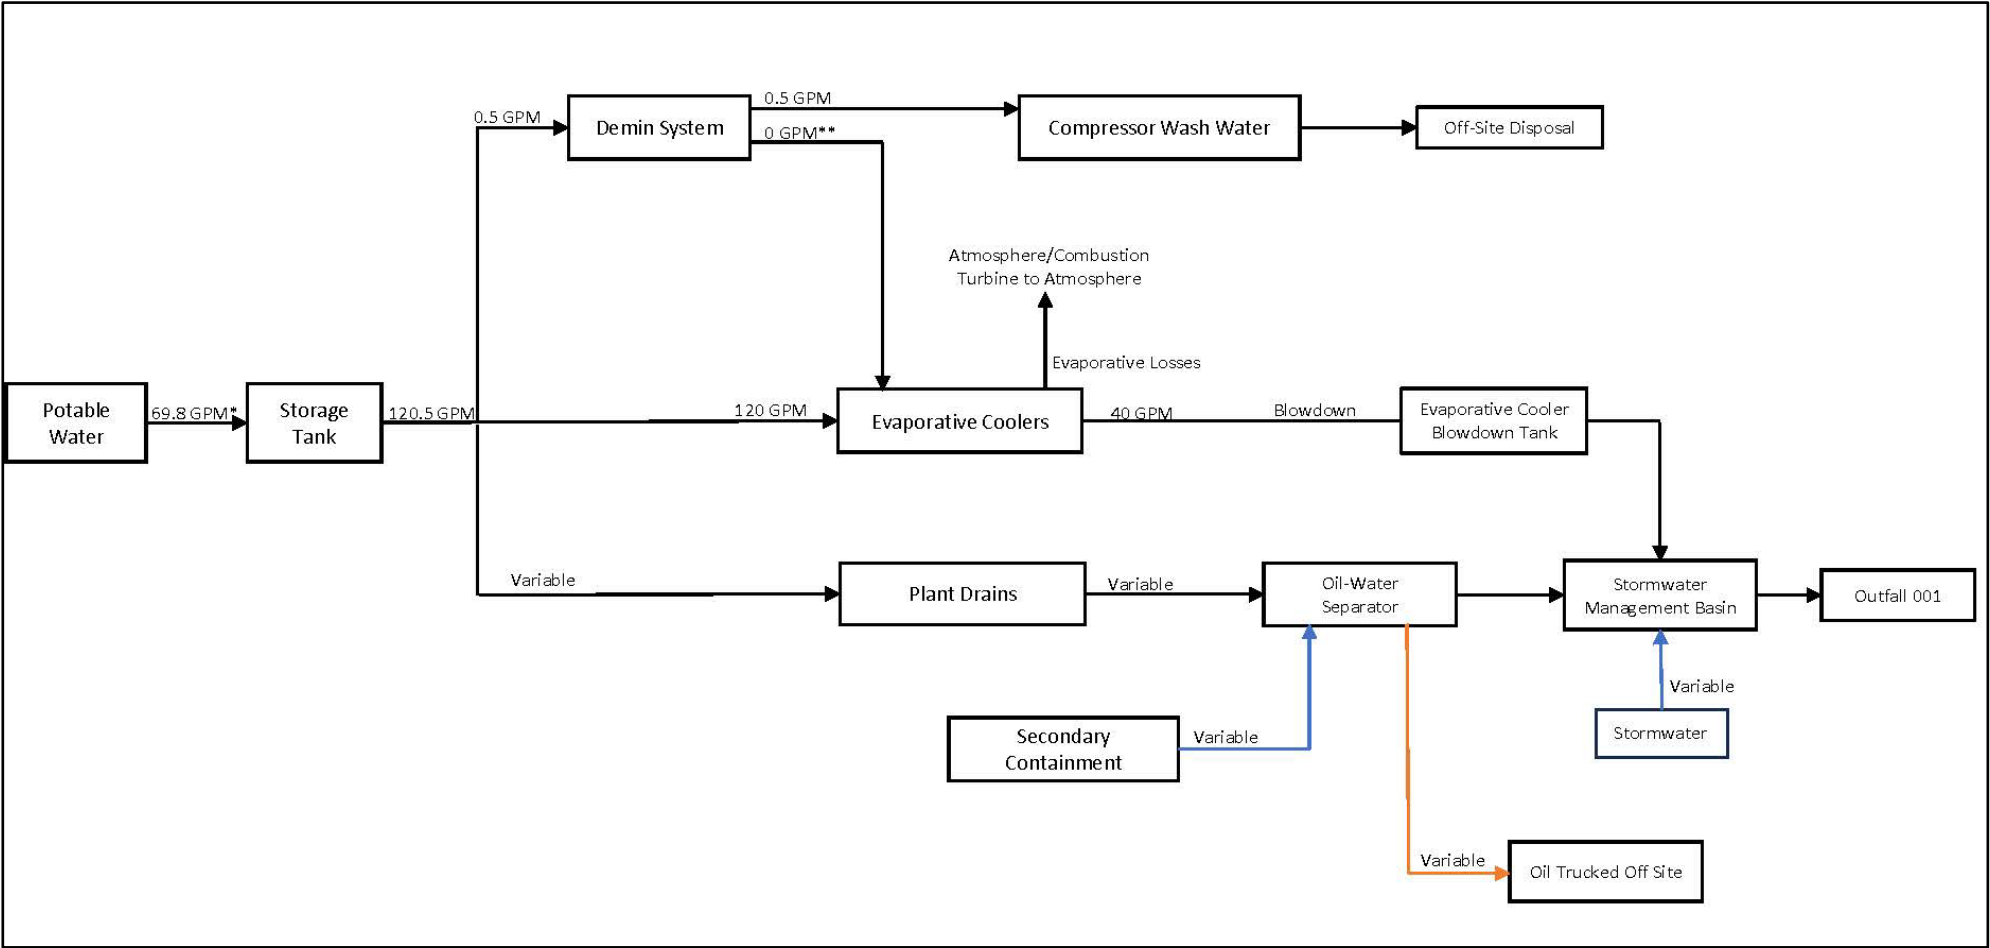 0.5 GPM
Demin System
0.5 GPM
0 GPM**
Compressor Wash Water
Off-Site Disposal
Atmosphere/Combustion
Turbine to Atmosphere
Evaporative Losses
Potable
Water
69.8 GPM*
Storage
Tank
120.5 GPM
120 GPM
Evaporative Coolers
40 GPM
Blowdown
Evaporative Cooler
Blowdown Tank
Variable
Plant Drains
Variable
Oil-Water
Separator
Stormwater
Management Basin
Outfall 001
Variable
Stormwater
Secondary
Containment
Variable
Variable
Oil Trucked Off Site